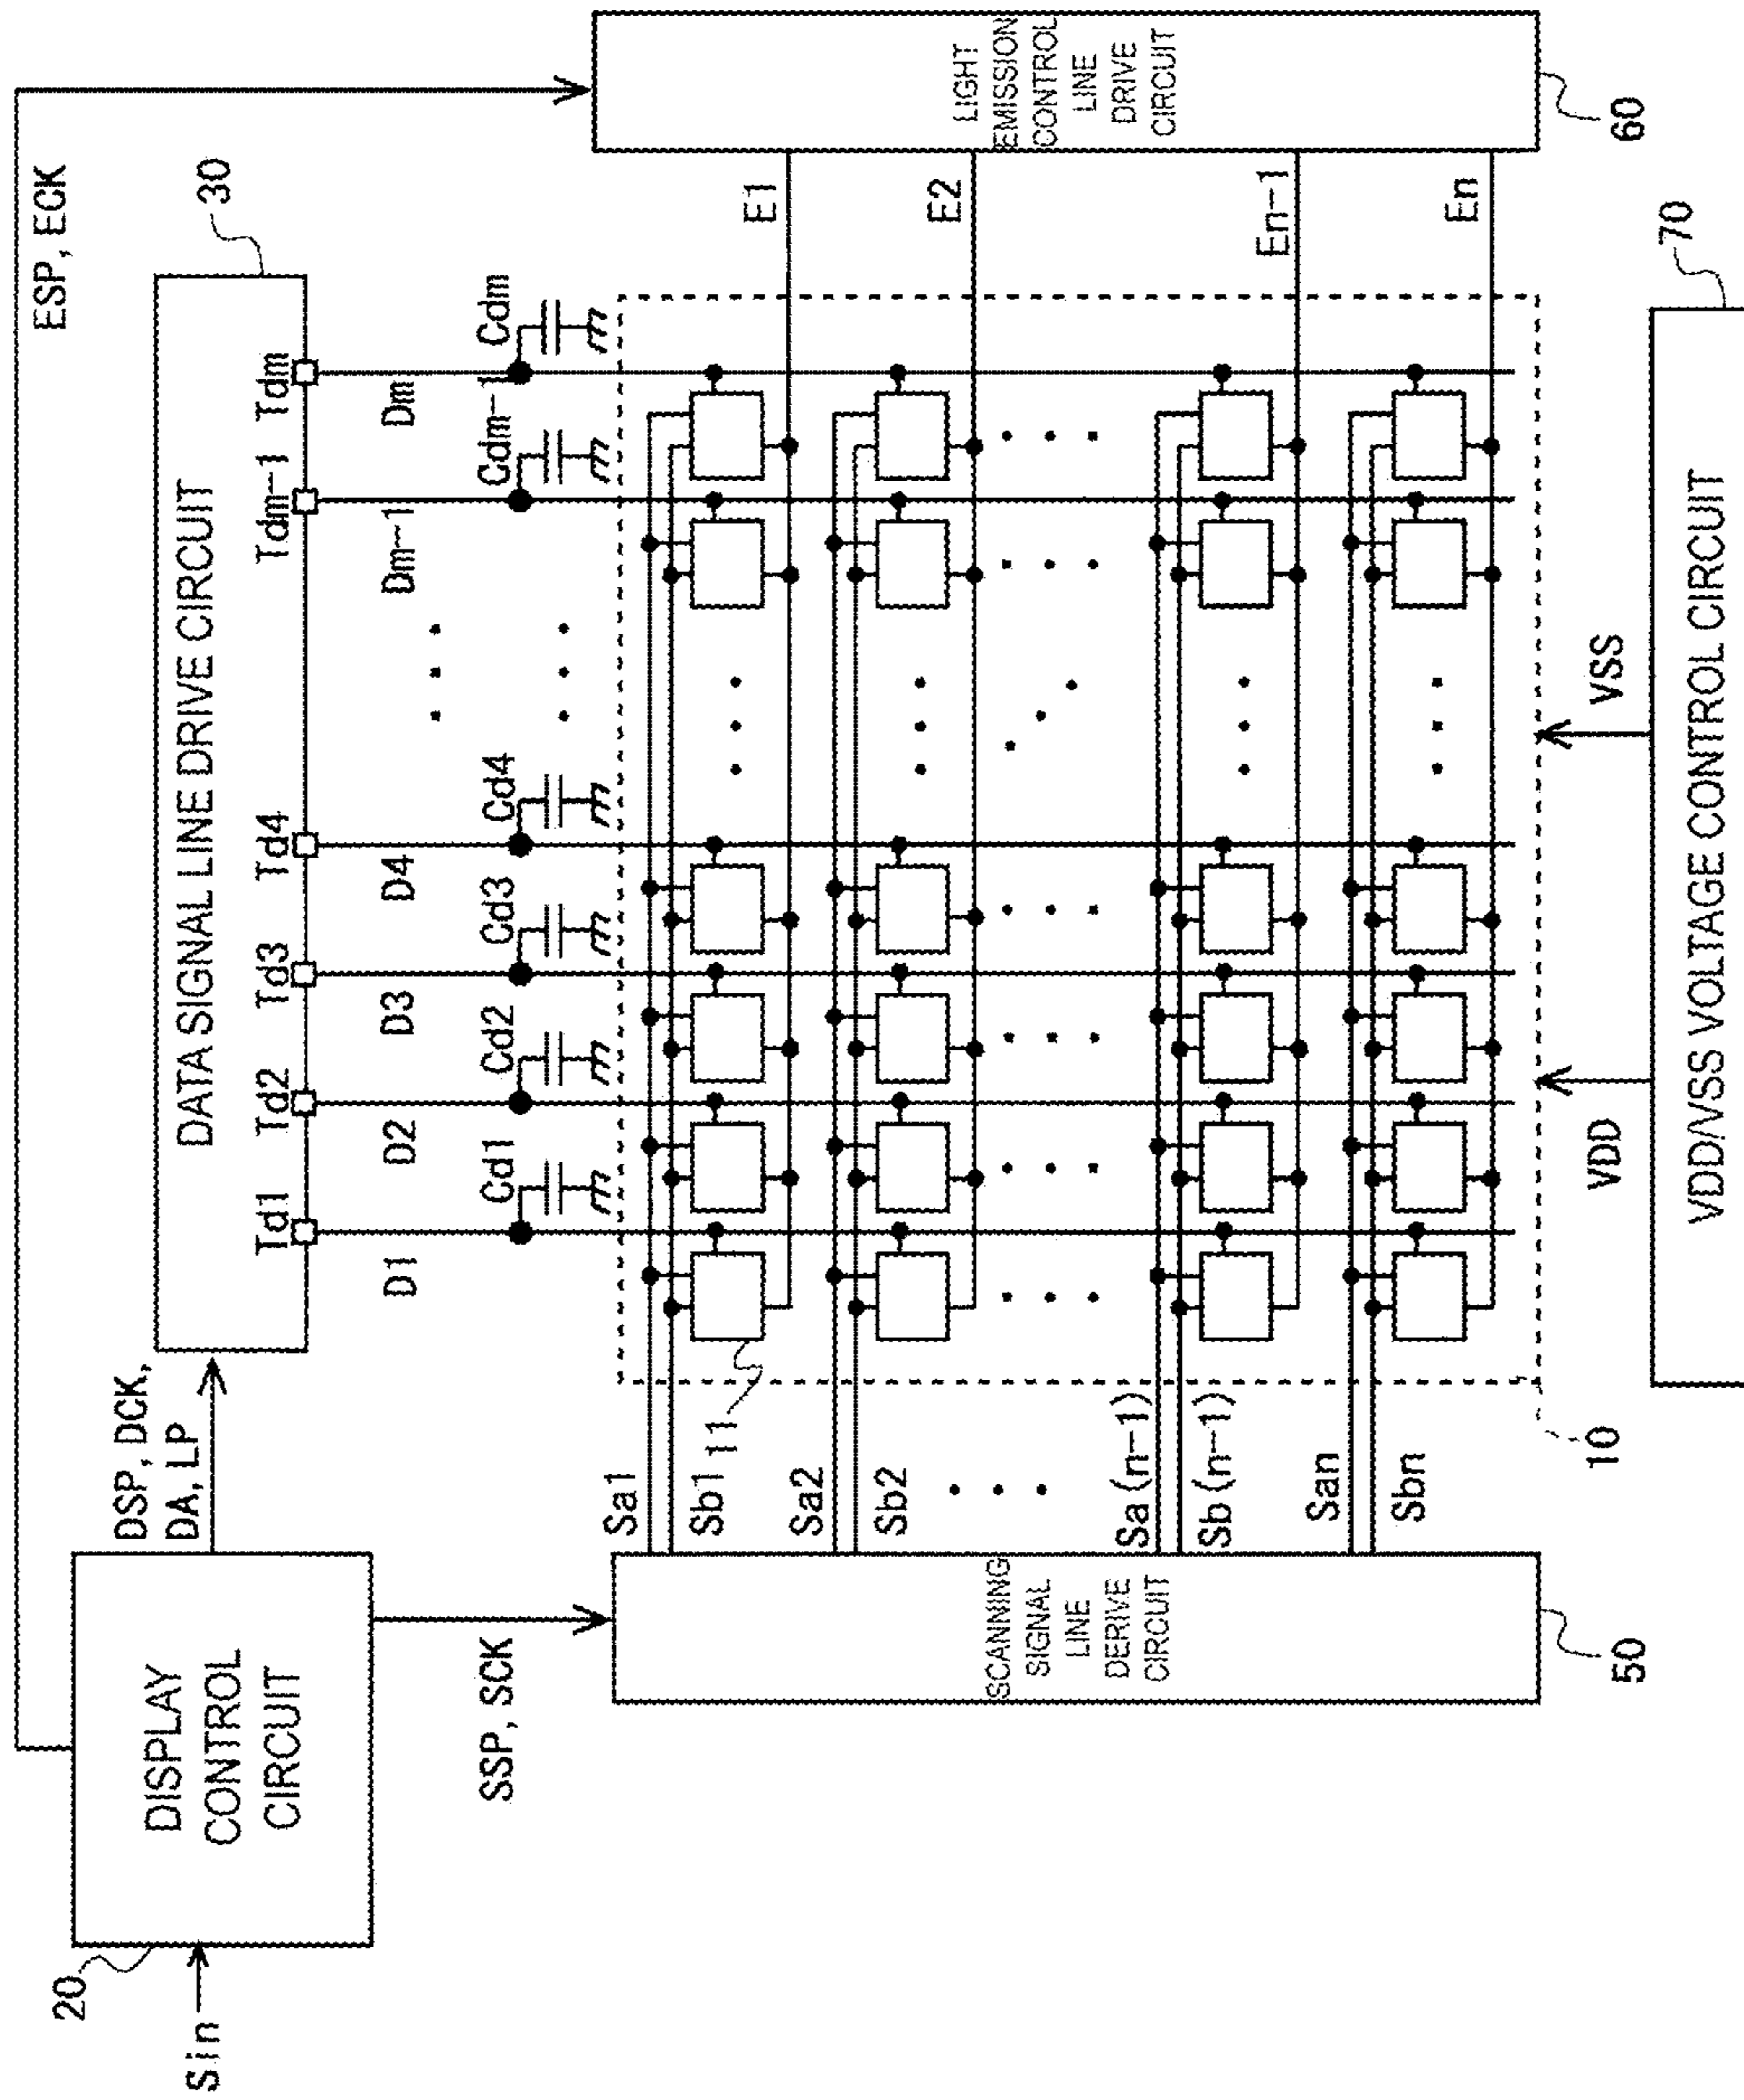 ESP, ECK
20
Sin
DISPLAY
CONTROL
CIRCUIT
DSP, DCK,
DA, LP
SSP, SCK
DATA SIGNAL LINE DRIVE CIRCUIT
30
Td1
Td2
Td3
Td4
Tdm-1
Tdm
D1
D2
D3
D4
Dm-1
Dm
Cd1
Cd2
Cd3
Cd4
Cdm-1
Cdm
Sa1
Sb1
11
Sa2
Sb2
Sa(n-1)
Sb(n-1)
San
Sbn
SCANNING
SIGNAL
LINE
DERIVE
CIRCUIT
50
E1
E2
En-1
En
LIGHT
EMISSION
CONTROL
LINE
DRIVE
CIRCUIT
60
10
VDD
VSS
70
VDD/VSS VOLTAGE CONTROL CIRCUIT